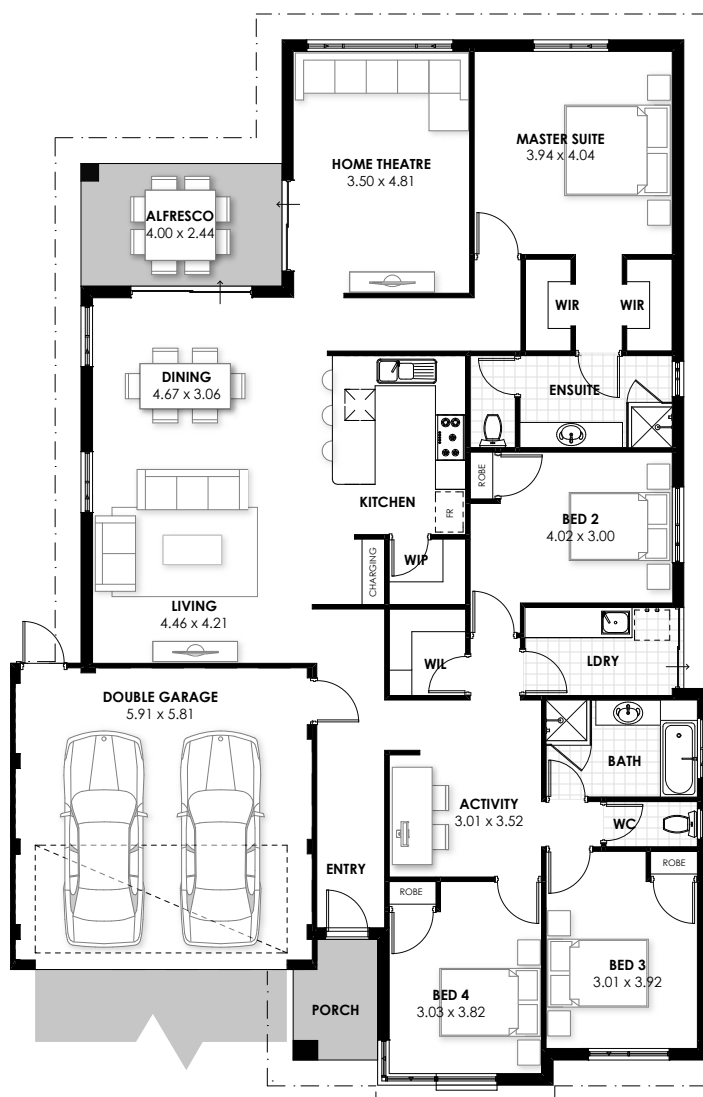 HOME THEATRE
3.50 x 4.81
MASTER SUITE
3.94 x 4.04
ALFRESCO
4.00 x 2.44
WIR
WIR
DINING
4.67 x 3.06
ENSUITE
KITCHEN
ROBE
FR
BED 2
4.02 x 3.00
WIP
CHARGING
LIVING
4.46 x 4.21
WIL
LDRY
DOUBLE GARAGE
5.91 x 5.81
BATH
ACTIVITY
3.01 x 3.52
WC
ENTRY
ROBE
ROBE
BED 3
3.01 x 3.92
BED 4
3.03 x 3.82
PORCH